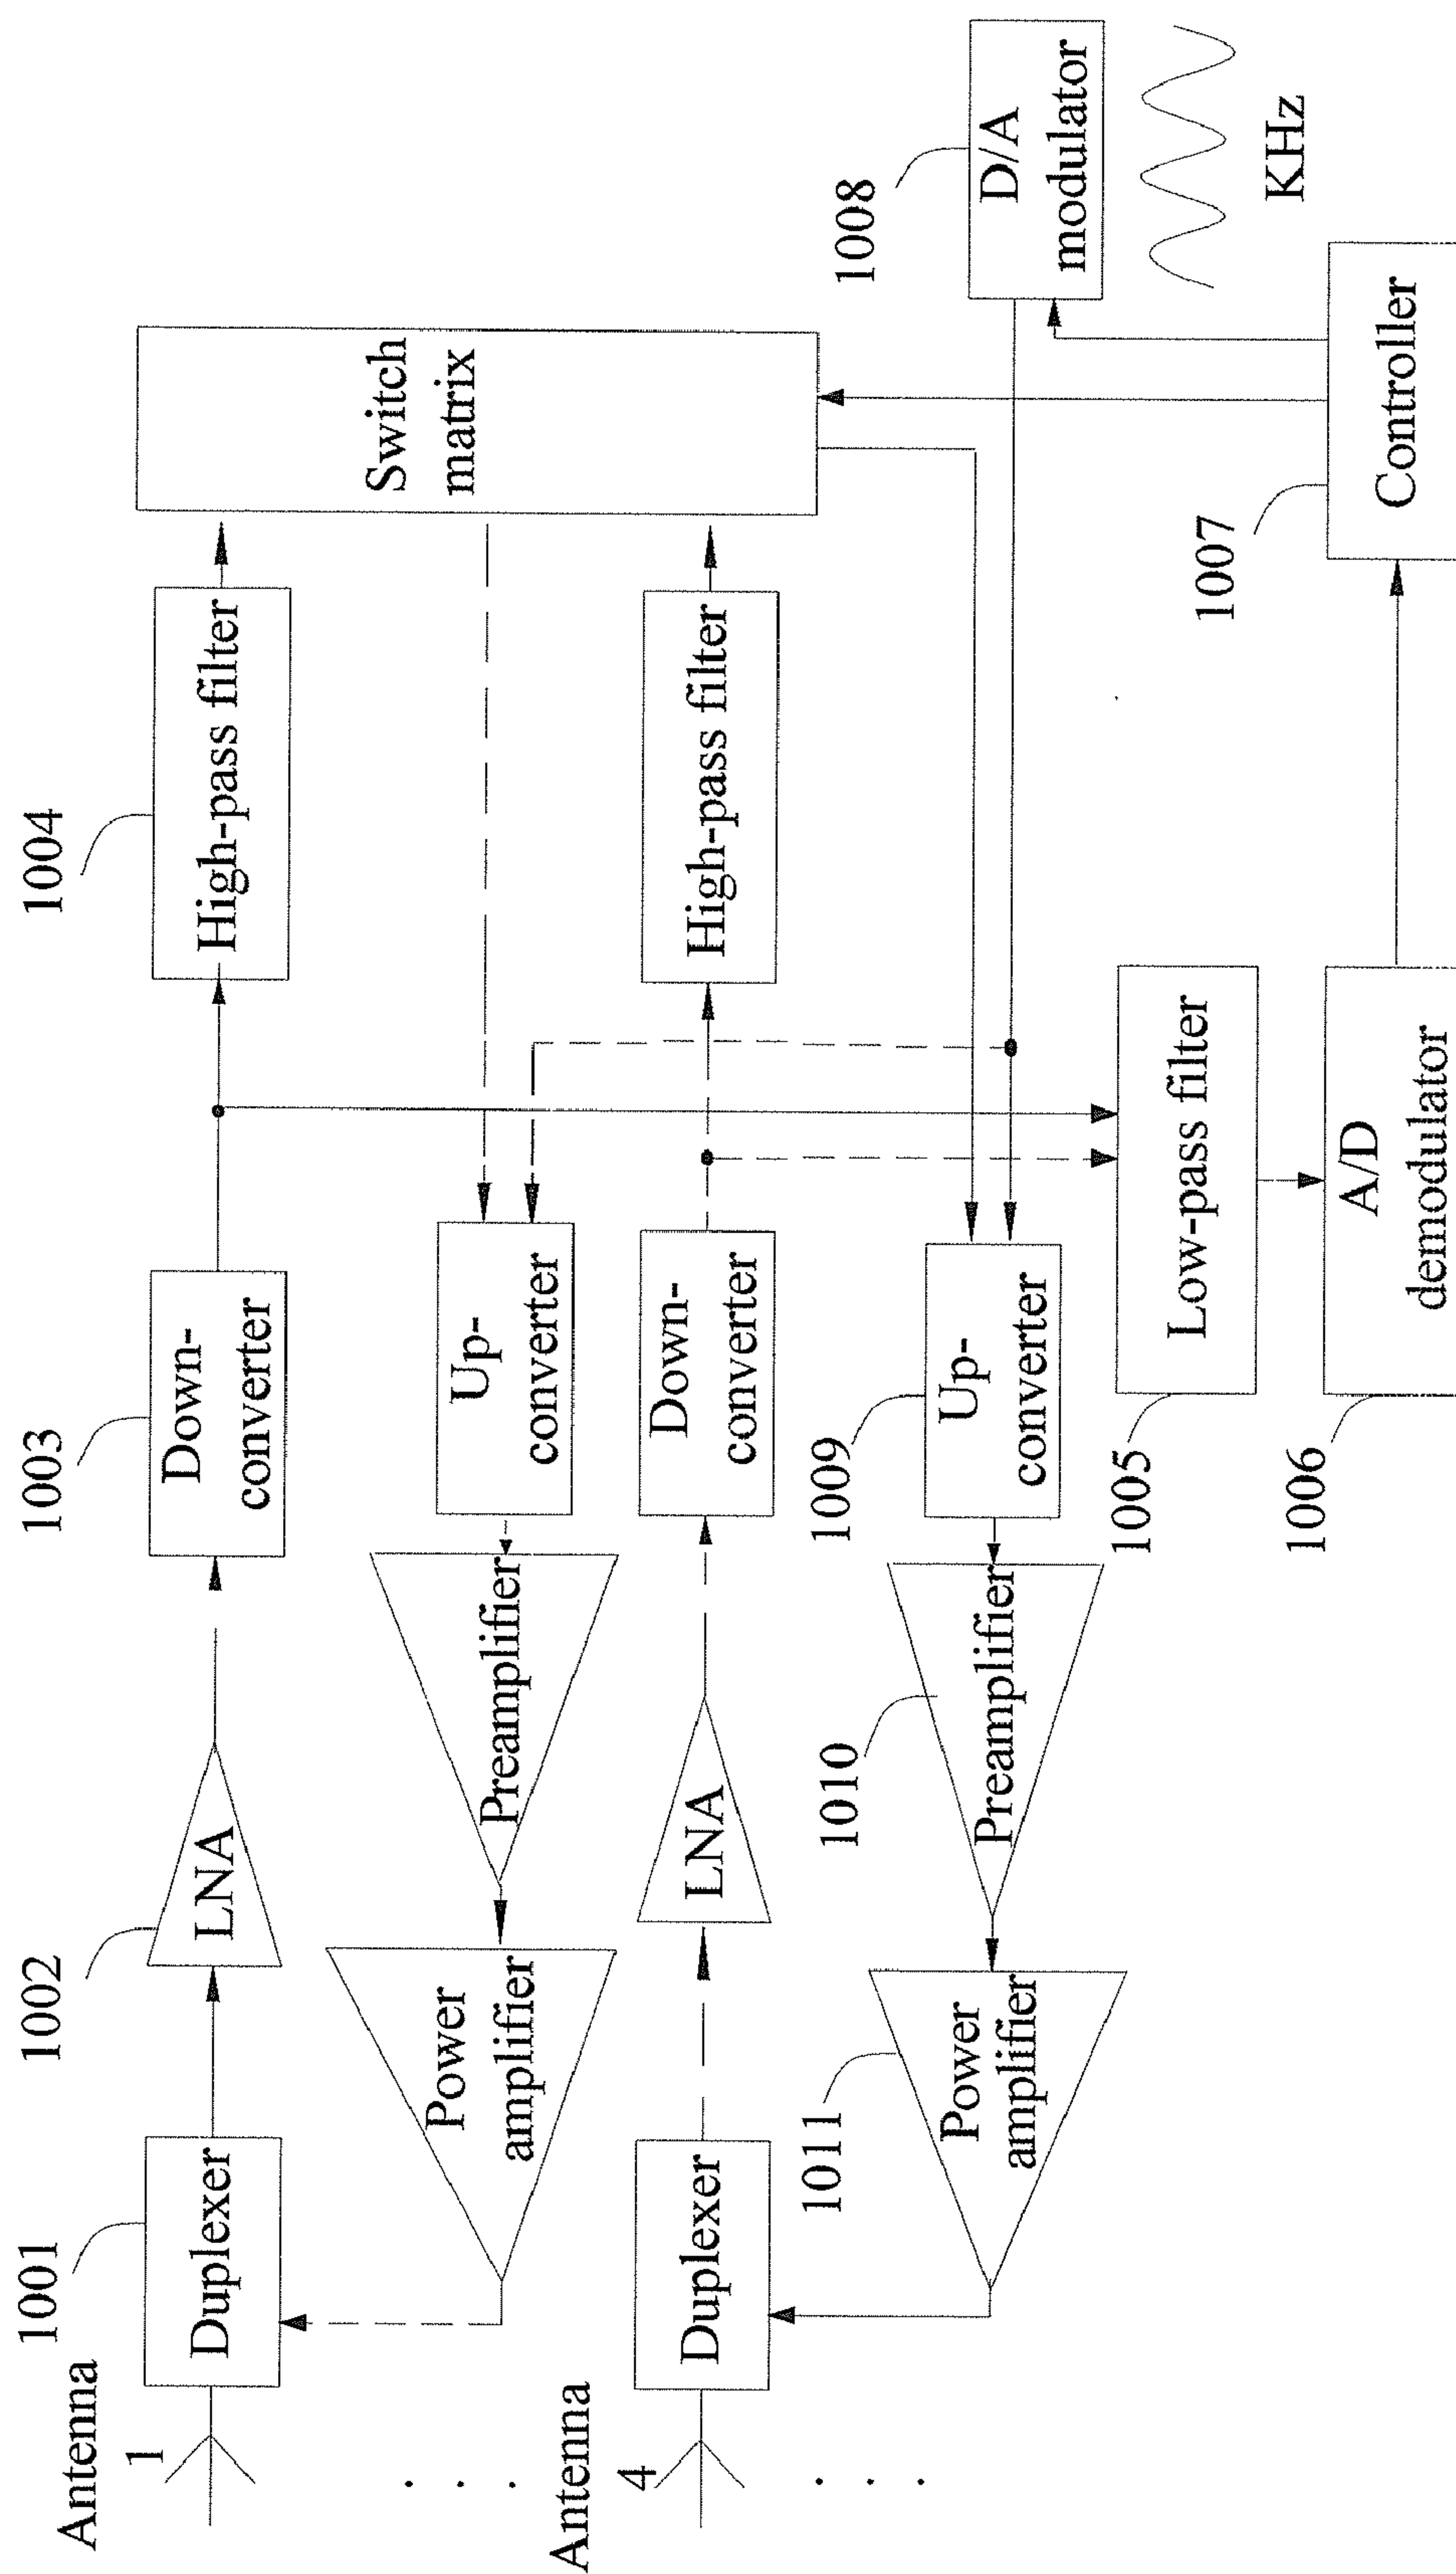 Antenna
1
1001
Duplexer
1002
LNA
1003
Down-
converter
1004
High-pass filter
Switch
matrix
Power
amplifier
Preamplifier
Up-
converter
. . .
Antenna
4
Duplexer
LNA
Down-
converter
High-pass filter
. . .
1011
Power
amplifier
1010
Preamplifier
1009
Up-
converter
1008
D/A
modulator
KHz
1005
Low-pass filter
1006
A/D
demodulator
1007
Controller